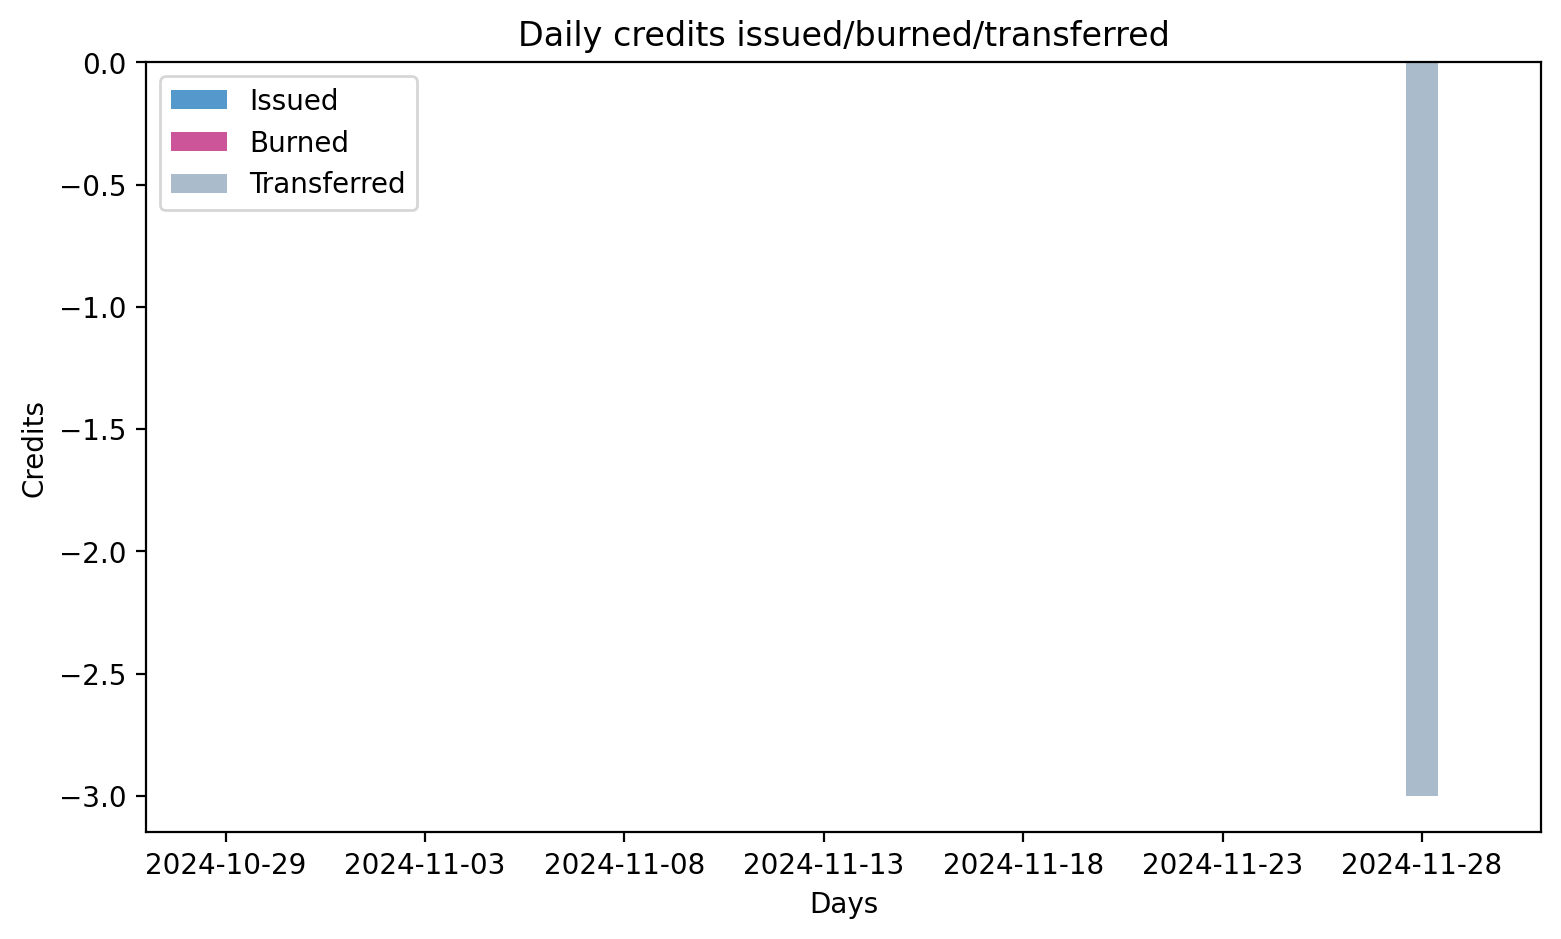 Daily credits issued/burned/transferred
Issued
Burned
Transferred
0.0
−0.5
−1.0
−1.5
−2.0
−2.5
−3.0
Credits
2024-10-29 2024-11-03 2024-11-08 2024-11-13 2024-11-18 2024-11-23 2024-11-28
Days